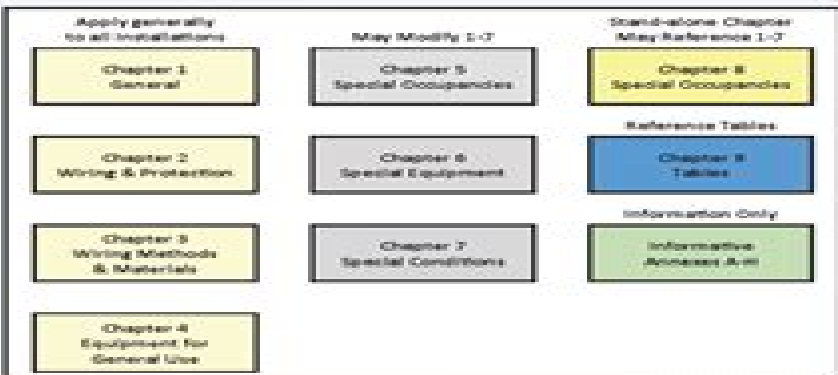 Apply generally
to all Installations
Chapter 1
General
Chapter 2
Wiring & Protection
Chapter 3
Wiring Methods
& Materials
Chapter 4
Equipment for
General Use
May Modify 1-7
Chapter 5
Special Occupancies
Chapter 6
Special Equipment
Chapter 7
Special Conditions
Stand-alone Chapter
May Reference 1-7
Chapter 8
Special Occupancies
Reference Tables
Chapter 9
Tables
Information Only
Informative
Annexes